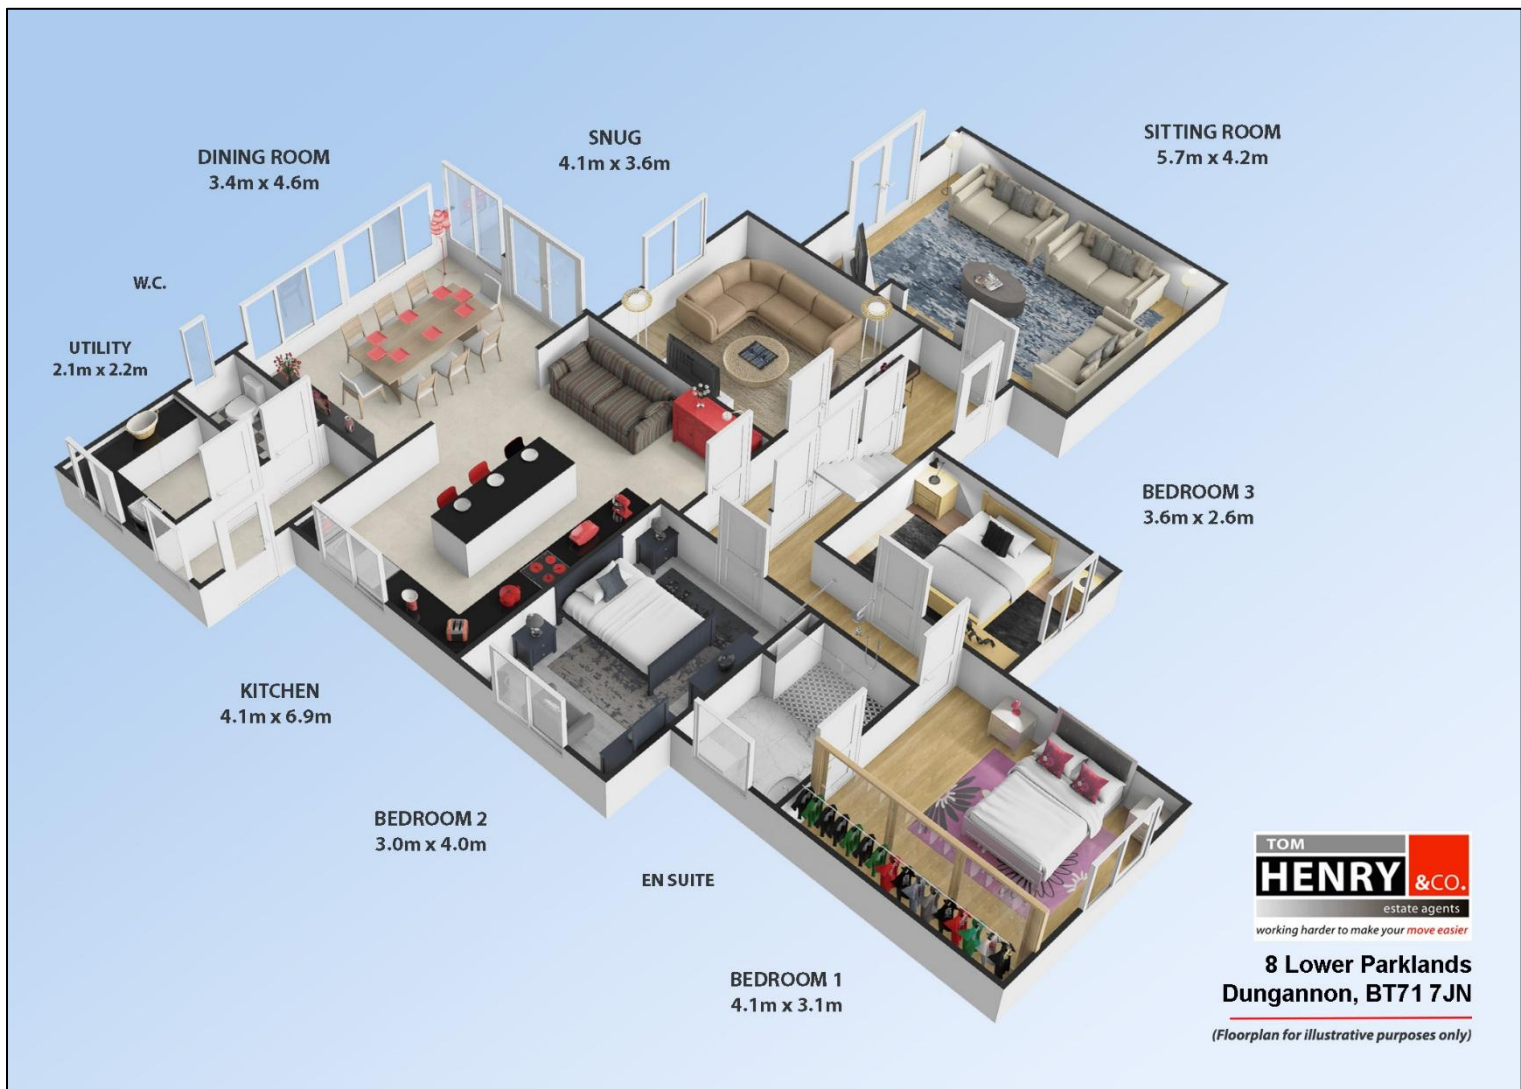 DINING ROOM
3.4m x 4.6m
SNUG
4.1m x 3.6m
SITTING ROOM
5.7m x 4.2m
W.C.
UTILITY
2.1m x 2.2m
BEDROOM 3
3.6m x 2.6m
KITCHEN
4.1m x 6.9m
BEDROOM 2
3.0m x 4.0m
EN SUITE
BEDROOM 1
4.1m x 3.1m
TOM
HENRY &CO.
estate agents
working harder to make your move easier
8 Lower Parklands
Dungannon, BT71 7JN
(Floorplan for illustrative purposes only)